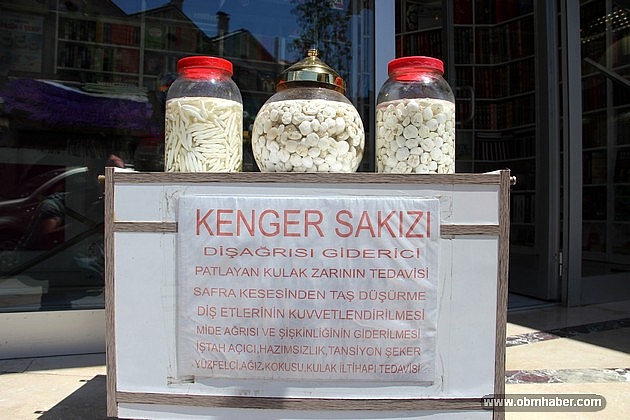 KENGER SAKIZI
DİŞAĞRISI GİDERİCİ
PATLAYAN KULAK ZARININ TEDAVİSİ
SAFRA KESESİNDEN TAŞ DÜŞÜRME
DİŞ ETLERİNİN KUVVETLENDİRİLMESİ
MİDE AĞRISI VE ŞİŞKİNLİĞİNİN GİDERİLMESİ
İŞTAH AÇICI,HAZIMSIZLIK,TANSİYON ŞEKER
YÜZFELCİ,AĞIZ,KOKUSU,KULAK İLTİHAPI TEDAVİSİ
www.obrnhaber.com